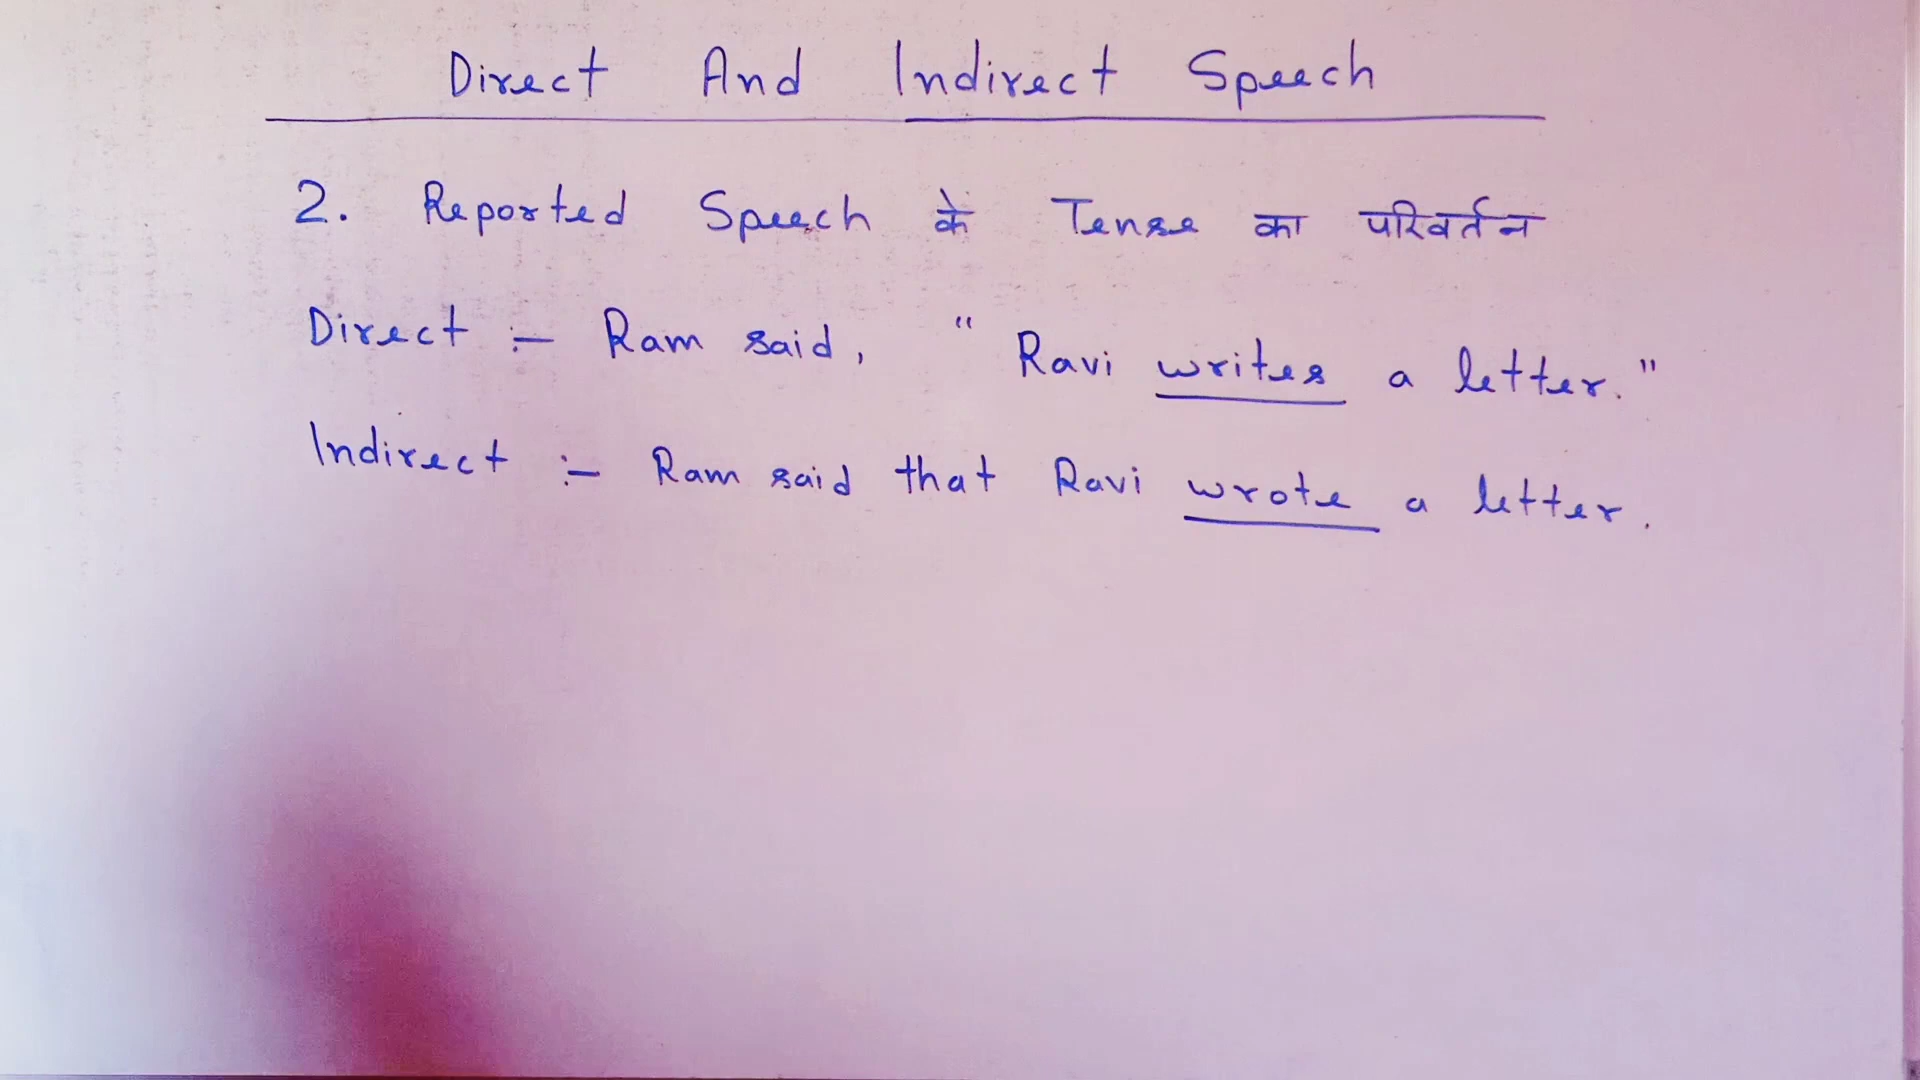 Direct And Indirect Speech
2. Reported Speech के Tense का परिवर्तन
Direct :- Ram said, "Ravi writes a letter."
Indirect :- Ram said that Ravi wrote a letter.